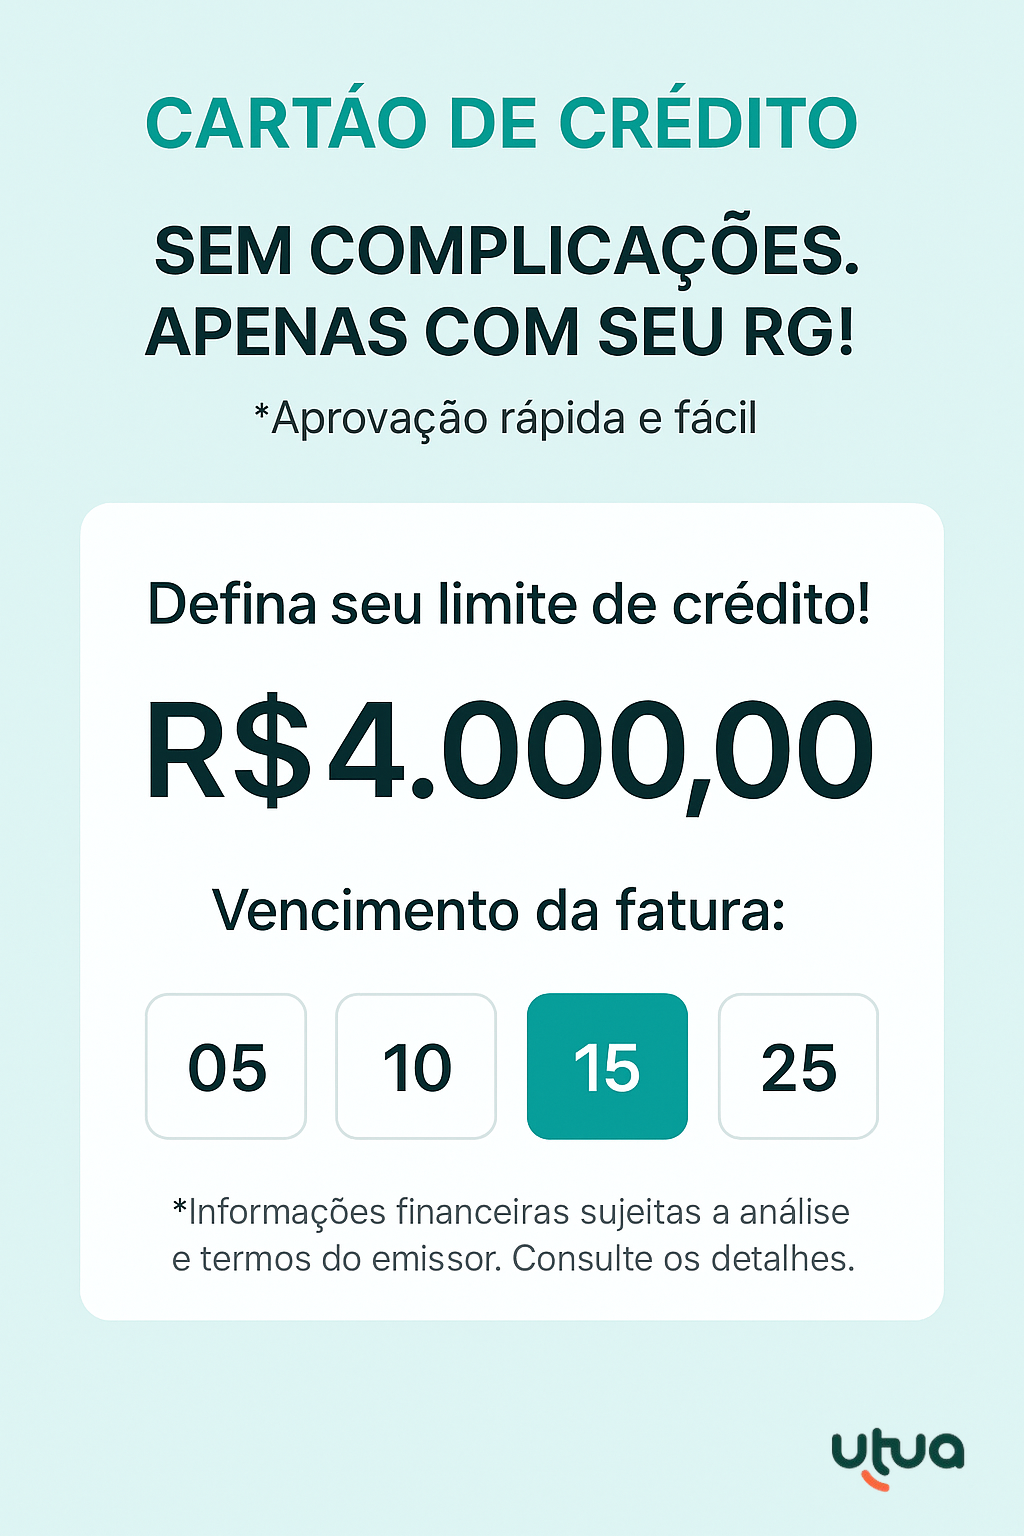 CARTÁO DE CRÉDITO
SEM COMPLICAÇÕES.
APENAS COM SEU RG!
*Aprovação rápida e fácil
Defina seu limite de crédito!
R$4.000,00
Vencimento da fatura:
05 10 15 25
*Informações financeiras sujeitas a análise
e termos do emissor. Consulte os detalhes.
utua